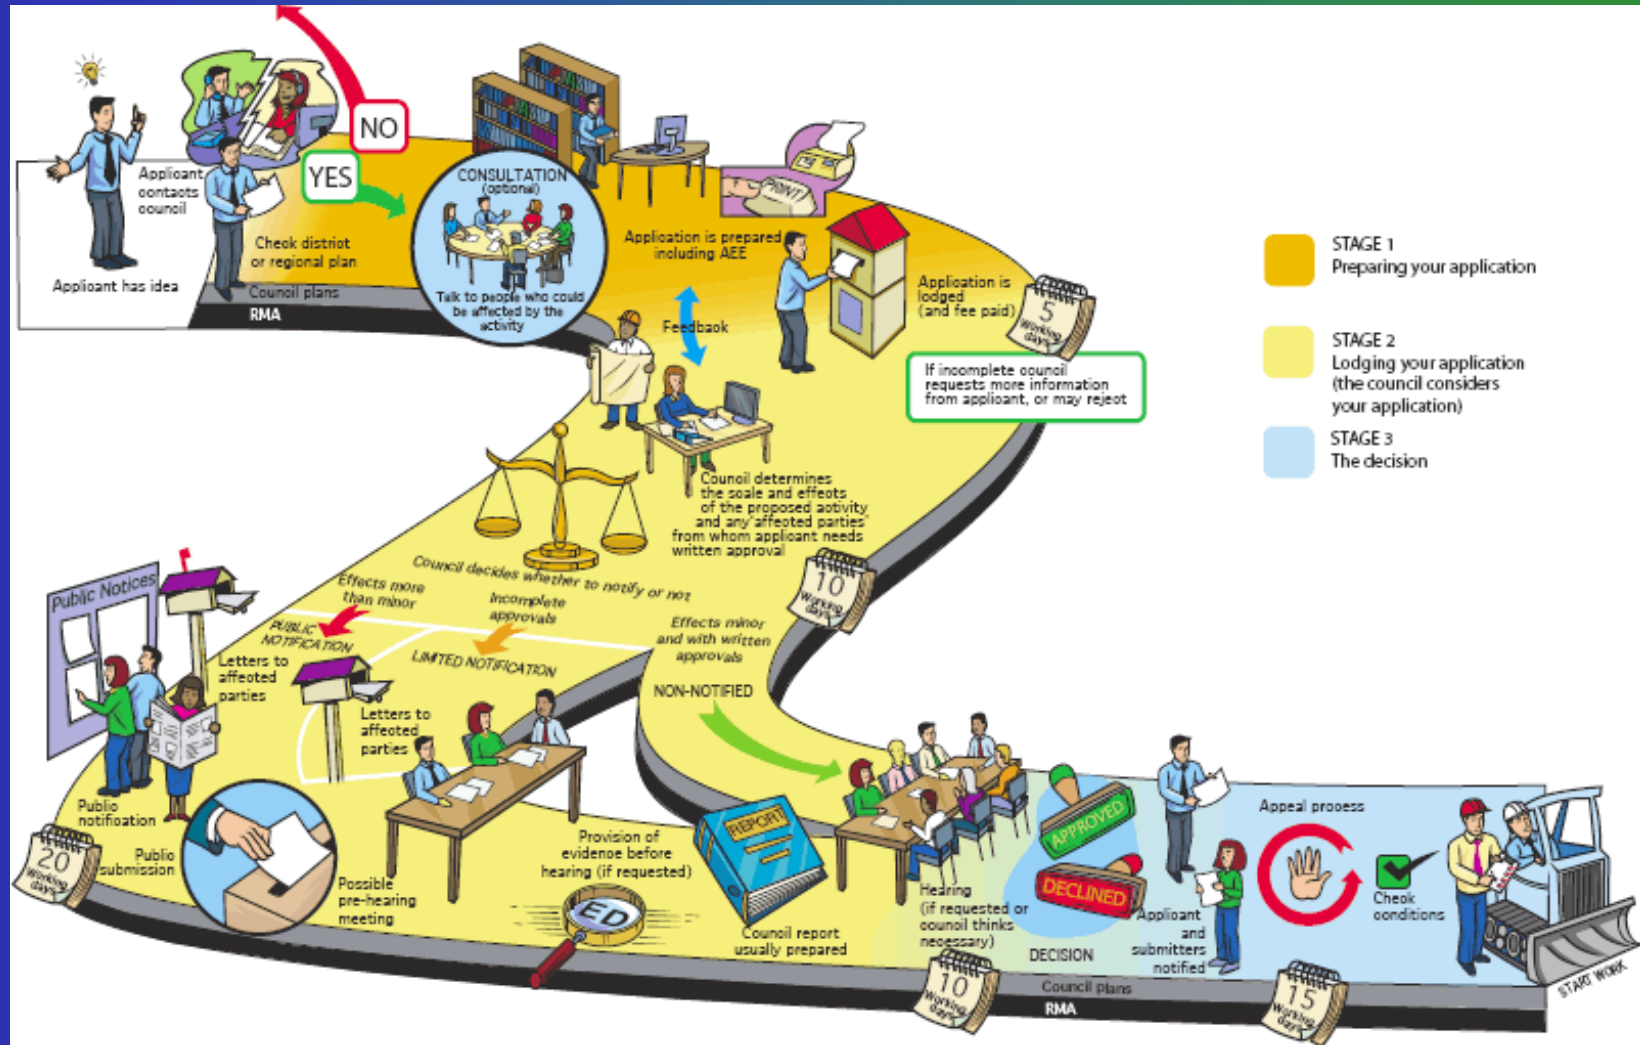 NO
YES
Applicant
contacts
council
Applicant has idea
Check district
or regional plan
Council plans
RMA
CONSULTATION
(optional)
Talk to people who could
be affected by the
activity
Application is prepared
including AEE
PRINT
Feedback
Application is
lodged
(and fee paid)
5
Working
days
If incomplete council
requests more information
from applicant, or may reject
STAGE 1
Preparing your application
STAGE 2
Lodging your application
(the council considers
your application)
STAGE 3
The decision
Council determines
the scale and effects
of the proposed activity
and any 'affected parties'
from whom applicant needs
written approval
10
Working
days
Council decides whether to notify or not
Effects more
than minor
Incomplete
approvals
Effects minor
and with written
approvals
PUBLIC
NOTIFICATION
LIMITED NOTIFICATION
NON-NOTIFIED
Public Notices
Letters to
affected
parties
Letters to
affected
parties
Public
notification
20
Working
days
Public
submission
Possible
pre-hearing
meeting
Provision of
evidence before
hearing (if requested)
ED
REPORT
Council report
usually prepared
Hearing
(if requested or
council thinks
necessary)
10
Working
days
APPROVED
DECLINED
DECISION
Applicant
and
submitters
notified
Appeal process
15
Working
days
Check
conditions
Council plans
RMA
START WORK